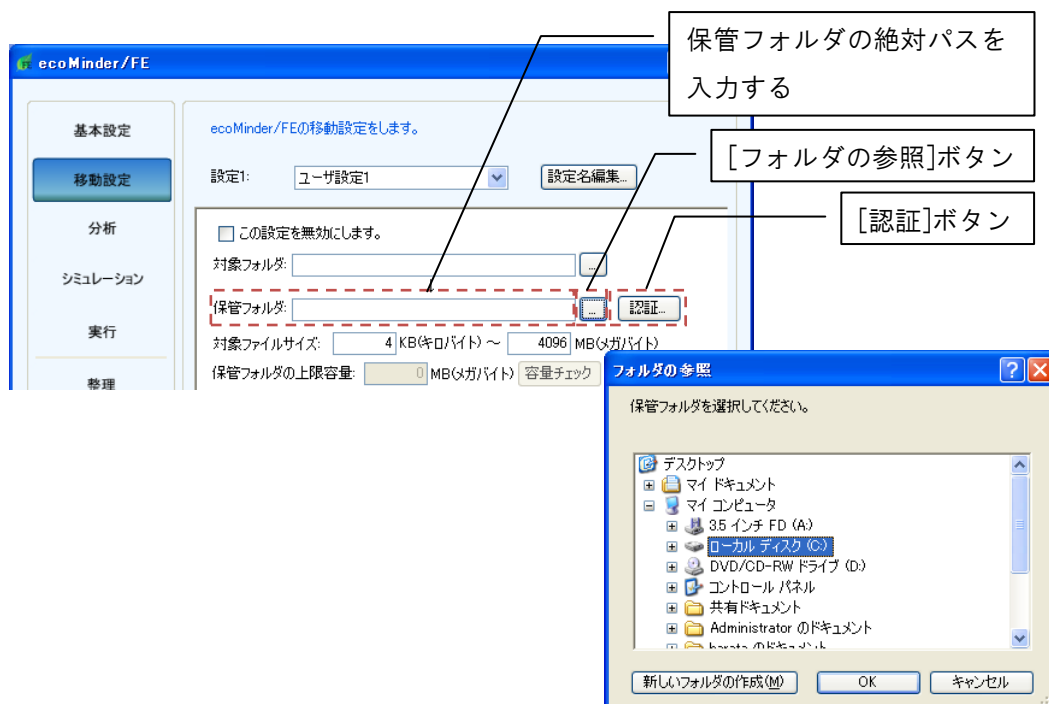 保管フォルダの絶対パスを
入力する
ecoMinder/FE
[フォルダの参照]ボタン
[認証]ボタン
基本設定
移動設定
分析
シミュレーション
実行
整理
ecoMinder/FEの移動設定をします。
設定1: ユーザ設定1 設定名編集...
この設定を無効にします。
対象フォルダ: ...
保管フォルダ: ... 認証...
対象ファイルサイズ: 4 KB(キロバイト) ~ 4096 MB(メガバイト)
保管フォルダの上限容量: 0 MB(メガバイト) 容量チェック
フォルダの参照
保管フォルダを選択してください。
デスクトップ
マイ ドキュメント
マイ コンピュータ
3.5 インチ FD (A:)
ローカル ディスク (C:)
DVD/CD-RW ドライブ (D:)
コントロール パネル
共有ドキュメント
Administrator のドキュメント
新しいフォルダの作成(M) OK キャンセル